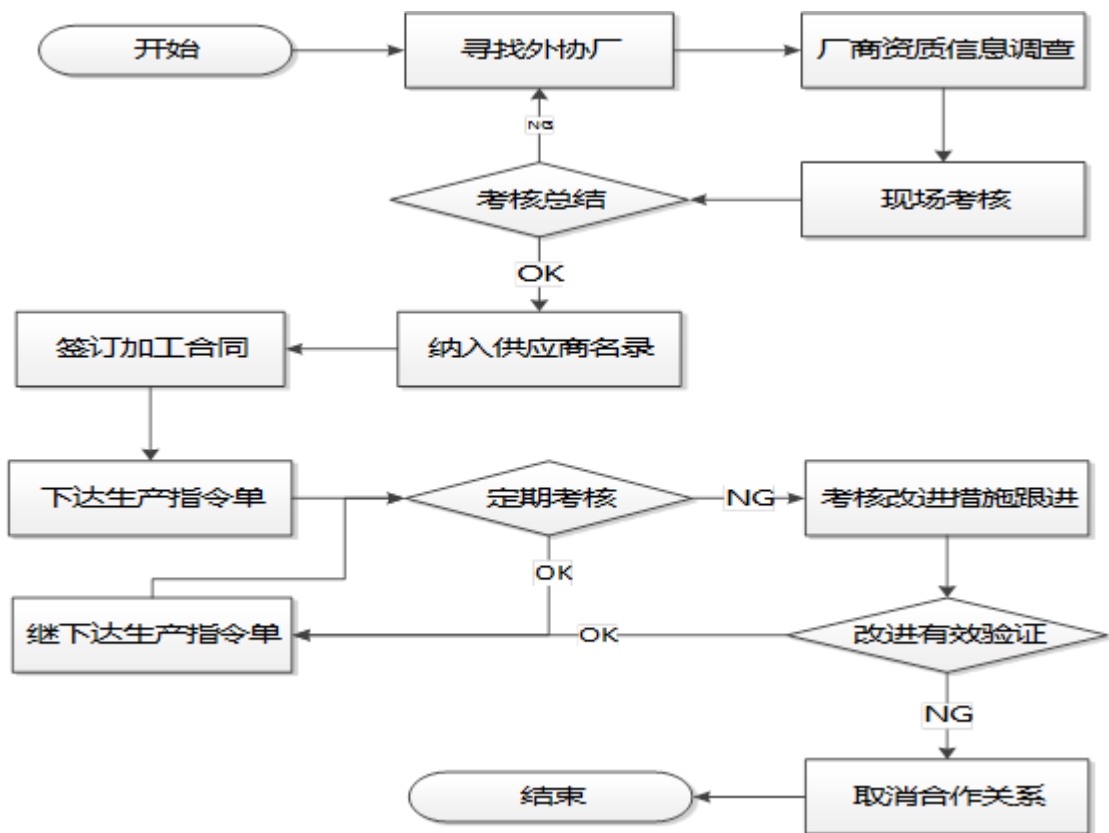 开始
寻找外协厂
厂商资质信息调查
NG
考核总结
现场考核
OK
签订加工合同
纳入供应商名录
下达生产指令单
定期考核
NG
考核改进措施跟进
OK
继下达生产指令单
OK
改进有效验证
NG
结束
取消合作关系